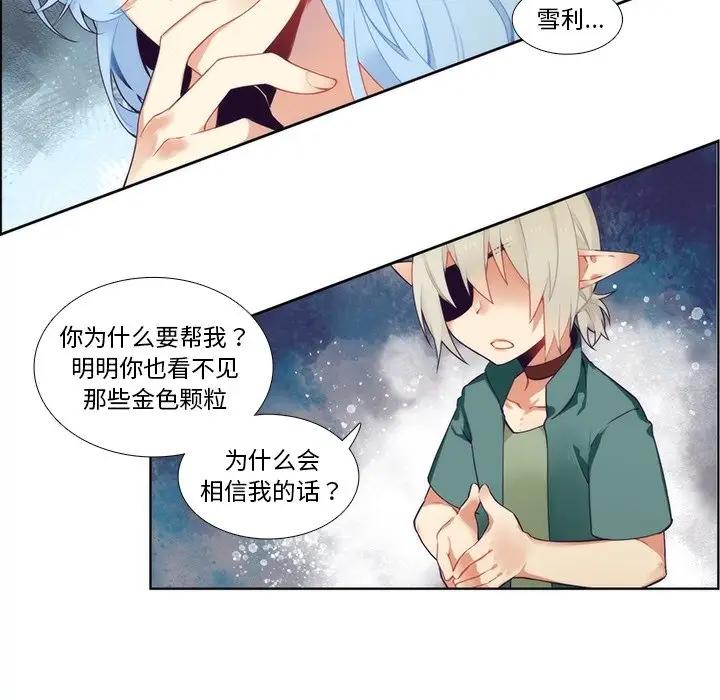 雪利...
你为什么要帮我？
明明你也看不见
那些金色颗粒
为什么会
相信我的话？